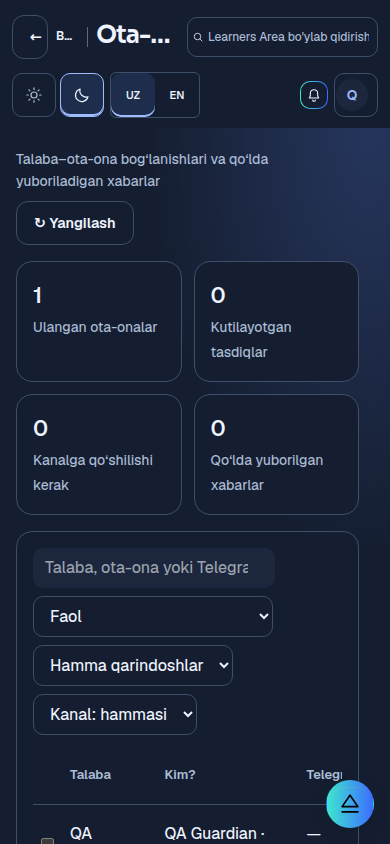 ← B... Ota-... Learners Area bo'ylab qidirish
UZ EN Q
Talaba–ota-ona bog‘lanishlari va qo‘lda
yuboriladigan xabarlar
↻ Yangilash
1
Ulangan ota-onalar
0
Kutilayotgan
tasdiqlar
0
Kanalga qo‘shilishi
kerak
0
Qo‘lda yuborilgan
xabarlar
Talaba, ota-ona yoki Telegra
Faol
Hamma qarindoshlar
Kanal: hammasi
Talaba Kim? Telegr
QA QA Guardian · —